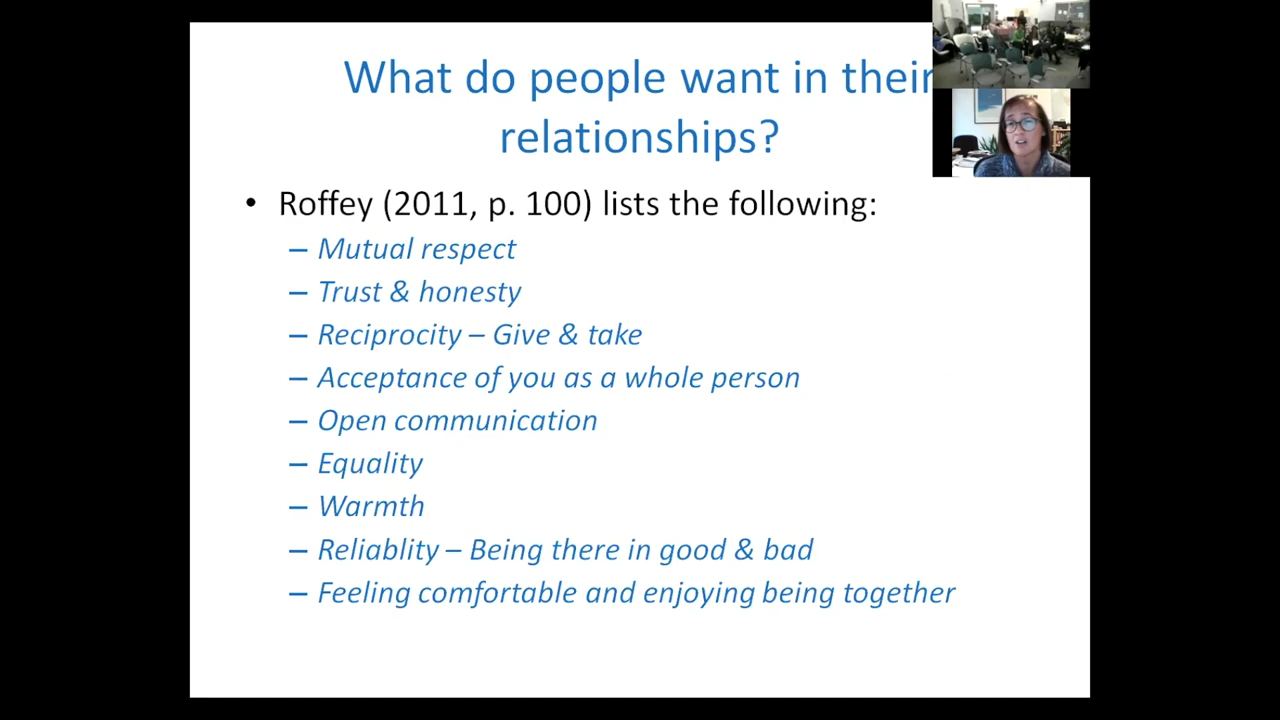 What do people want in their
relationships?
• Roffey (2011, p. 100) lists the following:
– Mutual respect
– Trust & honesty
– Reciprocity – Give & take
– Acceptance of you as a whole person
– Open communication
– Equality
– Warmth
– Reliablity – Being there in good & bad
– Feeling comfortable and enjoying being together